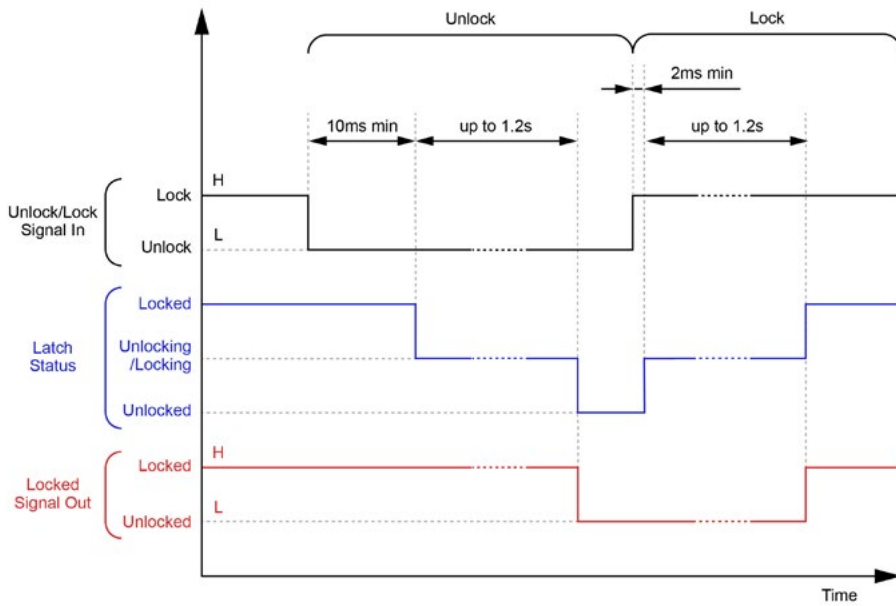 Unlock
Lock
2ms min
10ms min
up to 1.2s
up to 1.2s
Unlock/Lock
Signal In
Lock
H
Unlock
L
Latch
Status
Locked
Unlocking
/Locking
Unlocked
Locked
Signal Out
Locked
H
Unlocked
L
Time